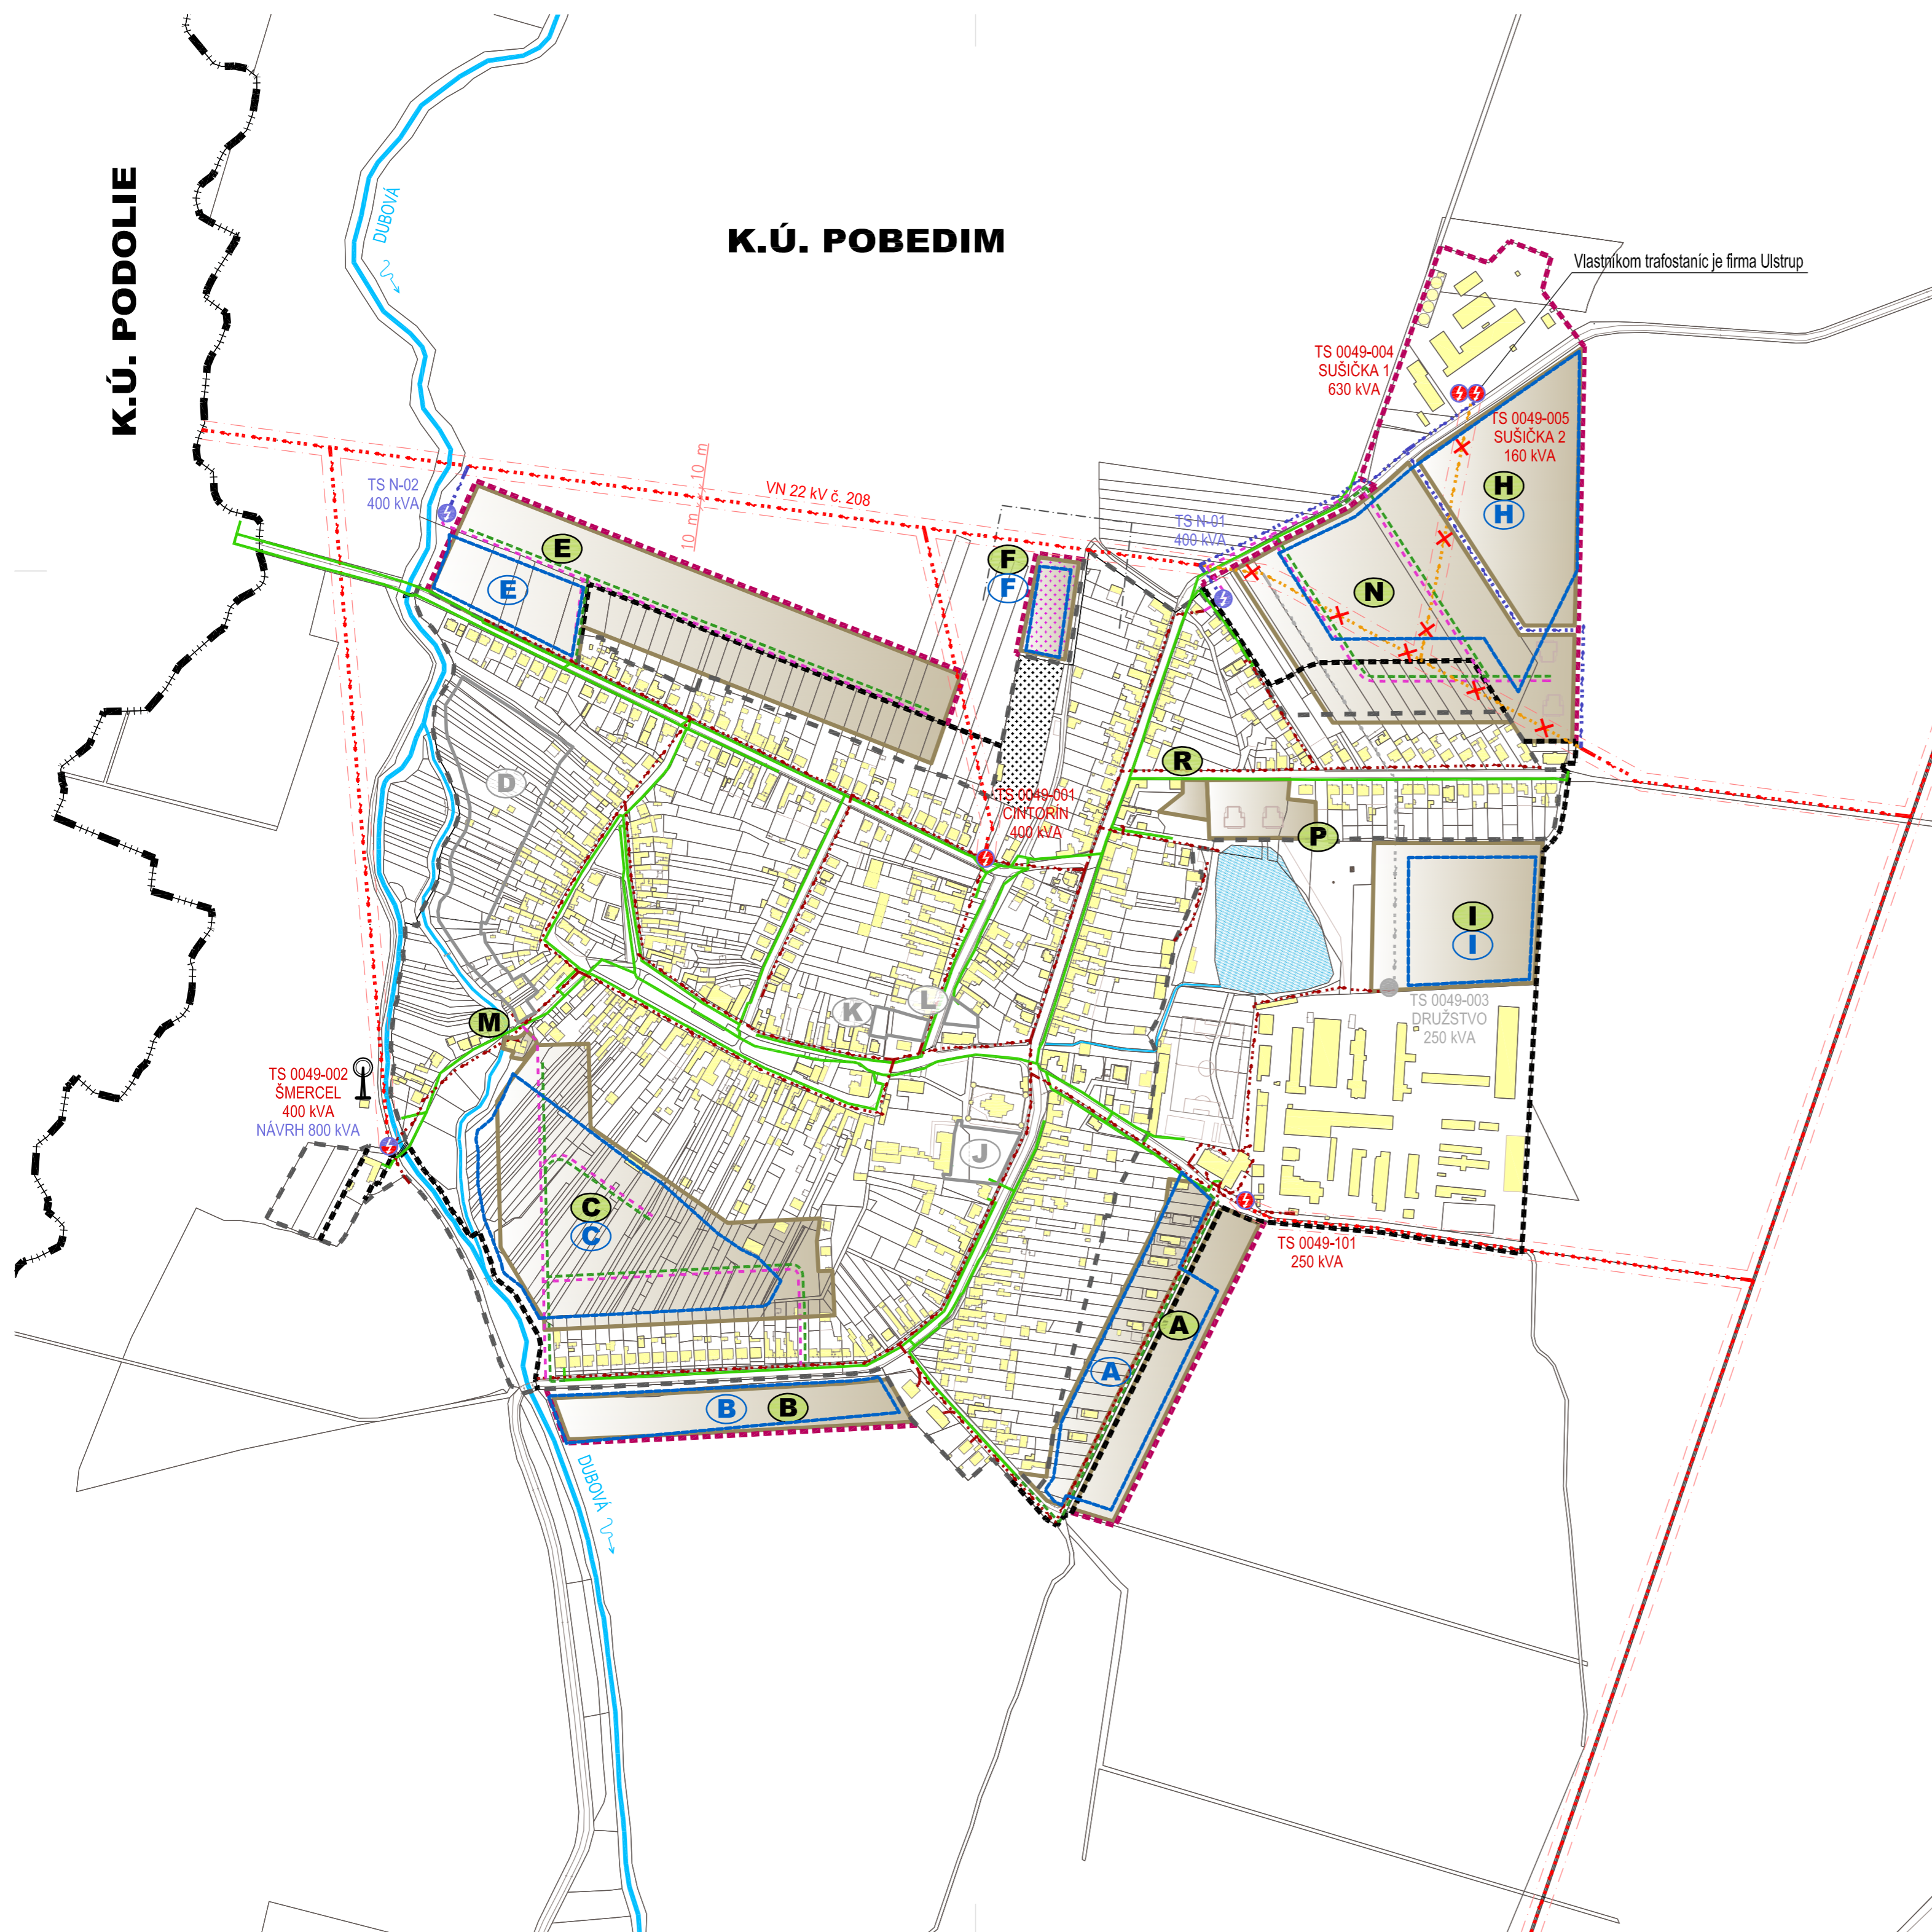 K.Ú. PODOLIE
DUBOVÁ
K.Ú. POBEDIM
Vlastníkom trafostaníc je firma Ulstrup
TS 0049-004
SUŠIČKA 1
630 kVA
TS 0049-005
SUŠIČKA 2
160 kVA
TS N-02
400 kVA
10 m
10 m
VN 22 kV č. 208
TS N-01
400 kVA
H
H
E
E
F
F
N
D
R
TS 0049-001
CINTORÍN
400 kVA
P
I
I
K
L
TS 0049-003
DRUŽSTVO
250 kVA
M
TS 0049-002
ŠMERCEL
400 kVA
NÁVRH 800 kVA
J
C
C
TS 0049-101
250 kVA
A
A
B
B
DUBOVÁ